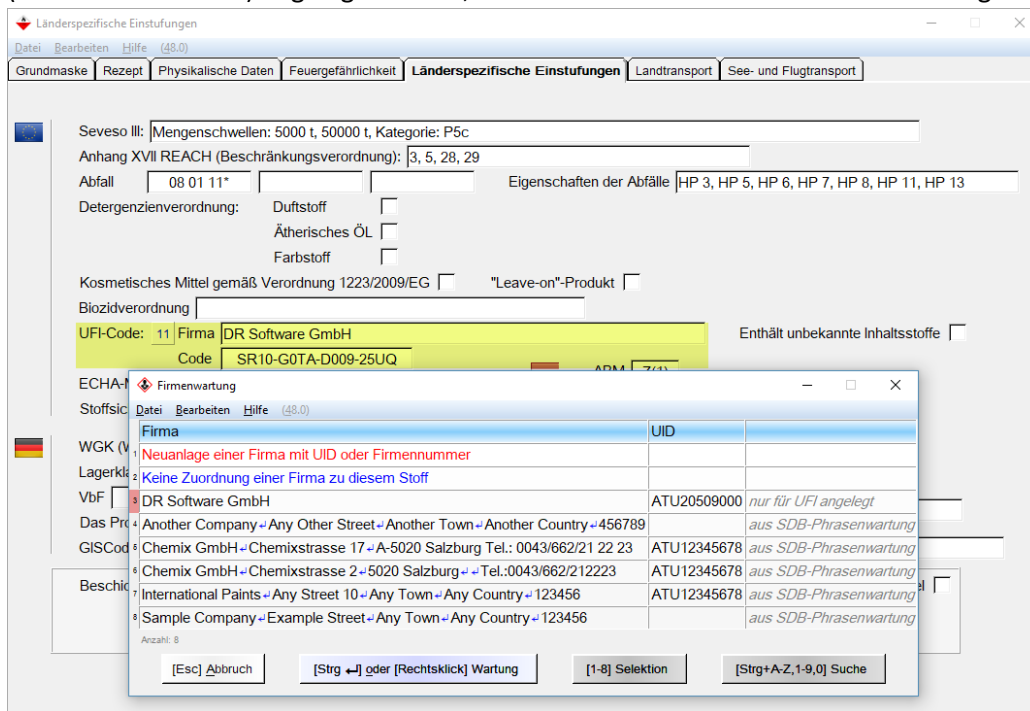 Länderspezifische Einstufungen
Datei Bearbeiten Hilfe (48.0)
Grundmaske Rezept Physikalische Daten Feuergefährlichkeit Länderspezifische Einstufungen Landtransport See- und Flugtransport
Seveso III: Mengenschwellen: 5000 t, 50000 t, Kategorie: P5c
Anhang XVII REACH (Beschränkungsverordnung): 3, 5, 28, 29
Abfall 08 01 11* Eigenschaften der Abfälle HP 3, HP 5, HP 6, HP 7, HP 8, HP 11, HP 13
Detergenzienverordnung: Duftstoff
Ätherisches ÖL
Farbstoff
Kosmetisches Mittel gemäß Verordnung 1223/2009/EG "Leave-on"-Produkt
Biozidverordnung
UFI-Code: 11 Firma DR Software GmbH Enthält unbekannte Inhaltsstoffe
Code SR10-G0TA-D009-25UQ
ECHA-
Stoffsic
WGK
Lagerkla
VbF
Das Pro
GISCod
Beschic
Firmenwartung
Datei Bearbeiten Hilfe (48.0)
Firma UID
1 Neuanlage einer Firma mit UID oder Firmennummer
2 Keine Zuordnung einer Firma zu diesem Stoff
3 DR Software GmbH ATU20509000 nur für UFI angelegt
4 Another Company↵Any Other Street↵Another Town↵Another Country↵456789 aus SDB-Phrasenwartung
5 Chemix GmbH↵Chemixstrasse 17↵A-5020 Salzburg Tel.: 0043/662/21 22 23 ATU12345678 aus SDB-Phrasenwartung
6 Chemix GmbH↵Chemixstrasse 2↵5020 Salzburg↵↵Tel.:0043/662/212223 ATU12345678 aus SDB-Phrasenwartung
7 International Paints↵Any Street 10↵Any Town↵Any Country↵123456 ATU12345678 aus SDB-Phrasenwartung
8 Sample Company↵Example Street↵Any Town↵Any Country↵123456 aus SDB-Phrasenwartung
Anzahl: 8
[Esc] Abbruch [Strg ↵] oder [Rechtsklick] Wartung [1-8] Selektion [Strg+A-Z,1-9,0] Suche